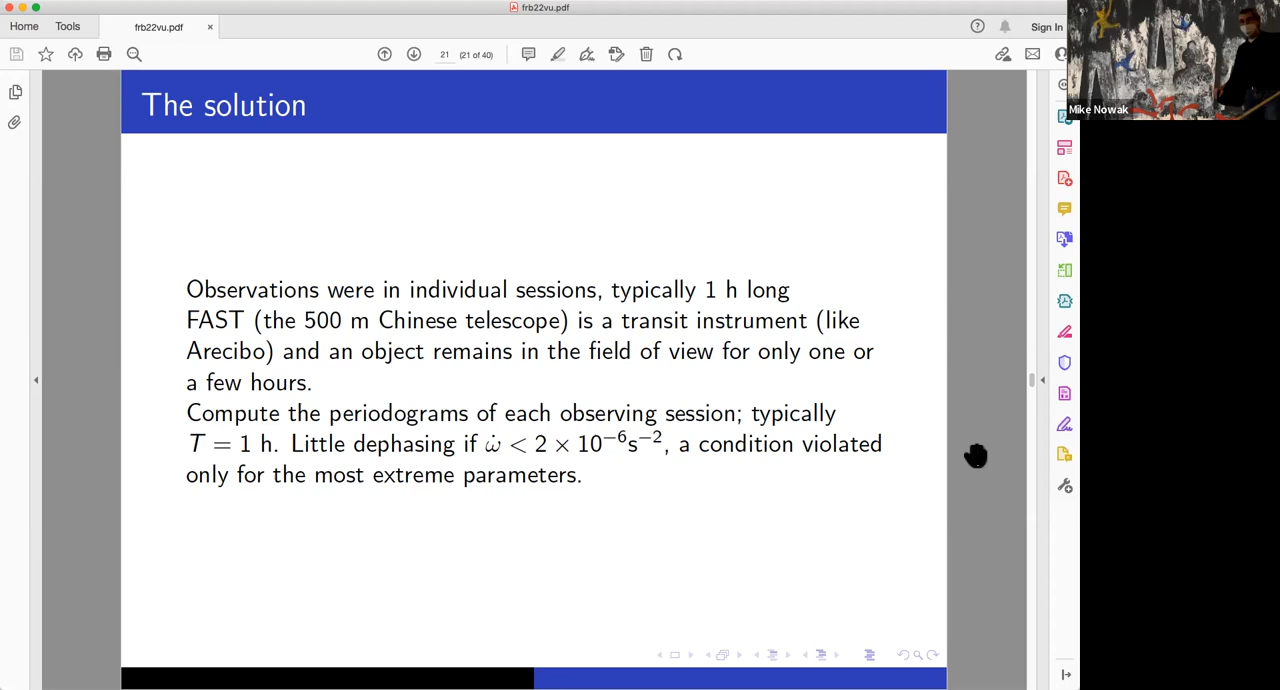 frb22vu.pdf
Home Tools frb22vu.pdf × Sign In
21 (21 of 40)
Mike Nowak
The solution
Observations were in individual sessions, typically 1 h long
FAST (the 500 m Chinese telescope) is a transit instrument (like
Arecibo) and an object remains in the field of view for only one or
a few hours.
Compute the periodograms of each observing session; typically
T = 1 h. Little dephasing if ω̇ < 2 × 10⁻⁶s⁻², a condition violated
only for the most extreme parameters.